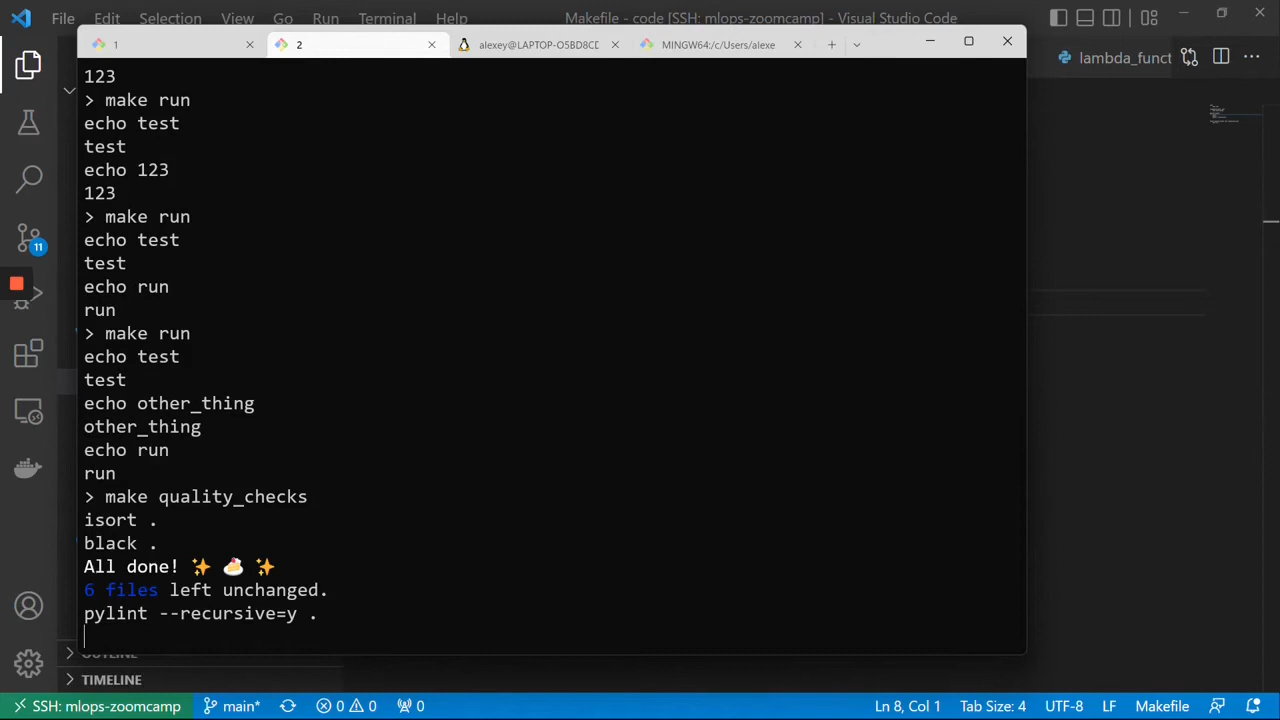 File Edit Selection View Go Run Terminal Help Makefile - code [SSH: mlops-zoomcamp] - Visual Studio Code
1 2 alexey@LAPTOP-O5BD8CD MINGW64:/c/Users/alexe
lambda_funct
123
> make run
echo test
test
echo 123
123
> make run
echo test
test
echo run
run
> make run
echo test
test
echo other_thing
other_thing
echo run
run
> make quality_checks
isort .
black .
All done! ✨ 🍰 ✨
6 files left unchanged.
pylint --recursive=y .
11
OUTLINE
TIMELINE
SSH: mlops-zoomcamp main* 0 0 0 Ln 8, Col 1 Tab Size: 4 UTF-8 LF Makefile